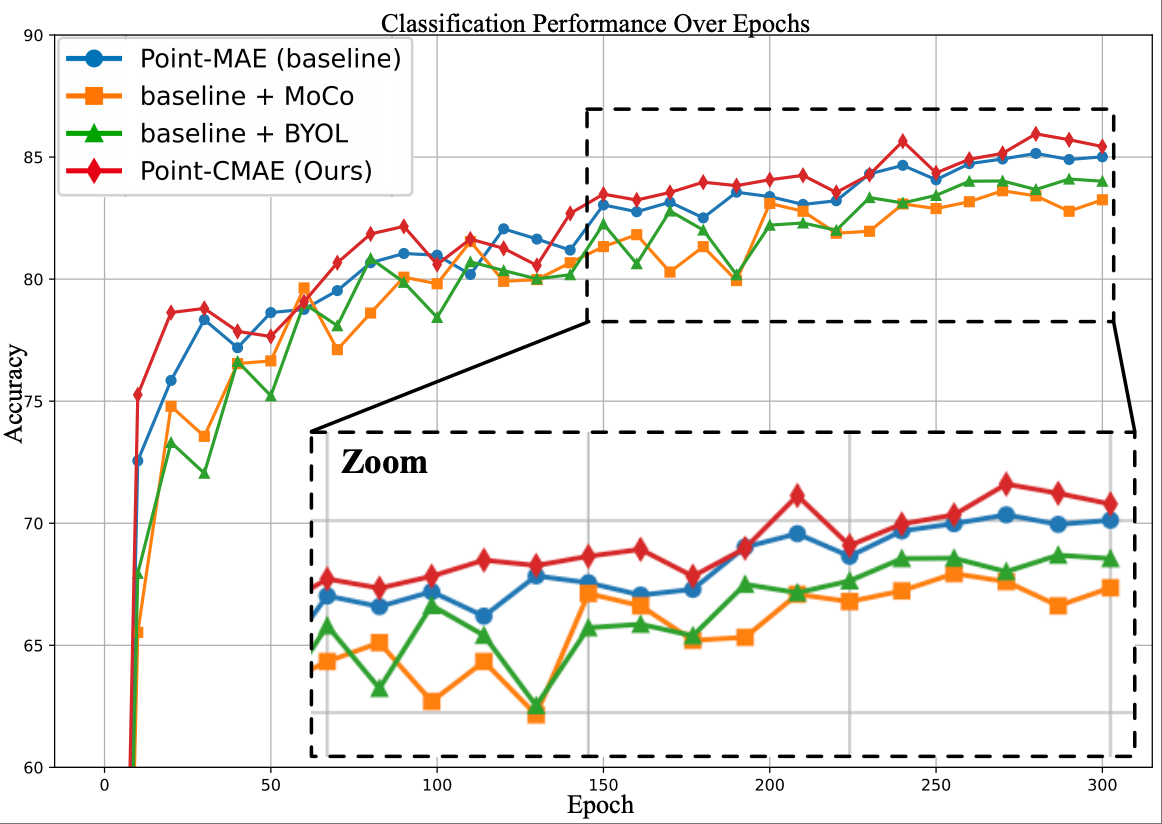 Classification Performance Over Epochs
90
85
80
75
70
65
60
Accuracy
Point-MAE (baseline)
baseline + MoCo
baseline + BYOL
Point-CMAE (Ours)
Zoom
0 50 100 150 200 250 300
Epoch